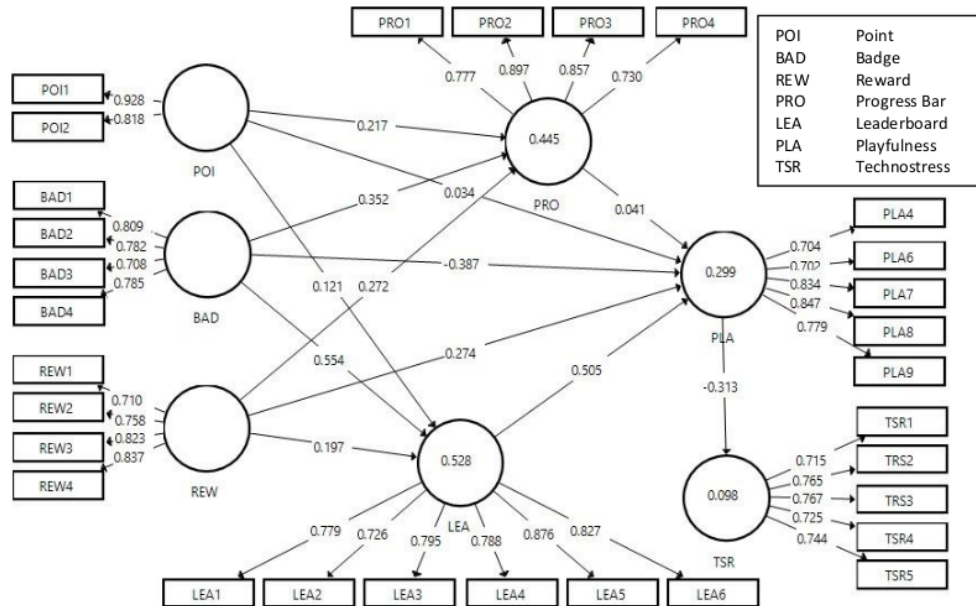 PRO1 PRO2 PRO3 PRO4
POI Point
BAD Badge
REW Reward
PRO Progress Bar
LEA Leaderboard
PLA Playfulness
TSR Technostress
0.777 0.897 0.857 0.730
POI1 0.928
POI2 0.818
POI
0.217
0.445
PRO
0.352
0.034
0.041
BAD1 0.809
BAD2 0.782
BAD3 0.708
BAD4 0.785
BAD
-0.387
0.121
0.272
0.299
PLA
0.704 PLA4
0.702 PLA6
0.834 PLA7
0.847 PLA8
0.779 PLA9
0.554
0.274
0.505
-0.313
REW1 0.710
REW2 0.758
REW3 0.823
REW4 0.837
REW
0.197
0.528
LEA
0.098
TSR
0.715 TSR1
0.765 TRS2
0.767 TRS3
0.725 TSR4
0.744 TSR5
0.779 0.726 0.795 0.788 0.876 0.827
LEA1 LEA2 LEA3 LEA4 LEA5 LEA6